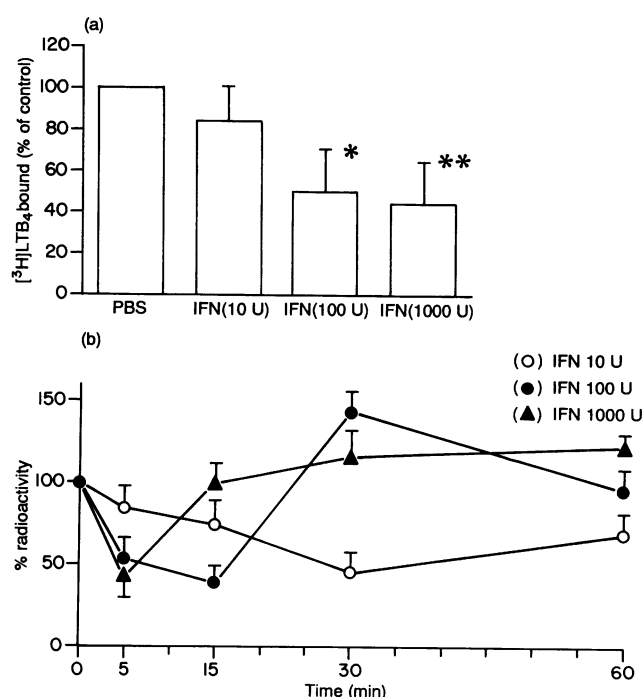 (a)
120
100
80
60
40
20
0
[³H]LTB₄ bound (% of control)
*
**
PBS IFN(10 U) IFN(100 U) IFN(1000 U)
(b)
(○) IFN 10 U
(●) IFN 100 U
(▲) IFN 1000 U
150
100
50
0
% radioactivity
0 5 15 30 60
Time (min)